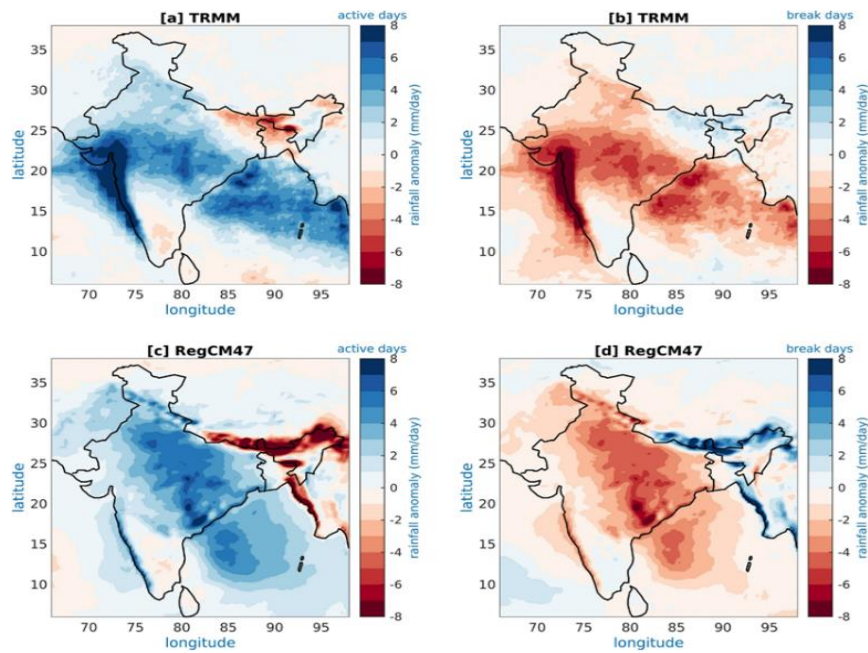 [a] TRMM
active days
8
6
4
2
0
-2
-4
-6
-8
rainfall anomaly (mm/day)
35
30
25
20
15
10
latitude
70 75 80 85 90 95
longitude
[b] TRMM
break days
8
6
4
2
0
-2
-4
-6
-8
rainfall anomaly (mm/day)
35
30
25
20
15
10
latitude
70 75 80 85 90 95
longitude
[c] RegCM47
active days
8
6
4
2
0
-2
-4
-6
-8
rainfall anomaly (mm/day)
35
30
25
20
15
10
latitude
70 75 80 85 90 95
longitude
[d] RegCM47
break days
8
6
4
2
0
-2
-4
-6
-8
rainfall anomaly (mm/day)
35
30
25
20
15
10
latitude
70 75 80 85 90 95
longitude